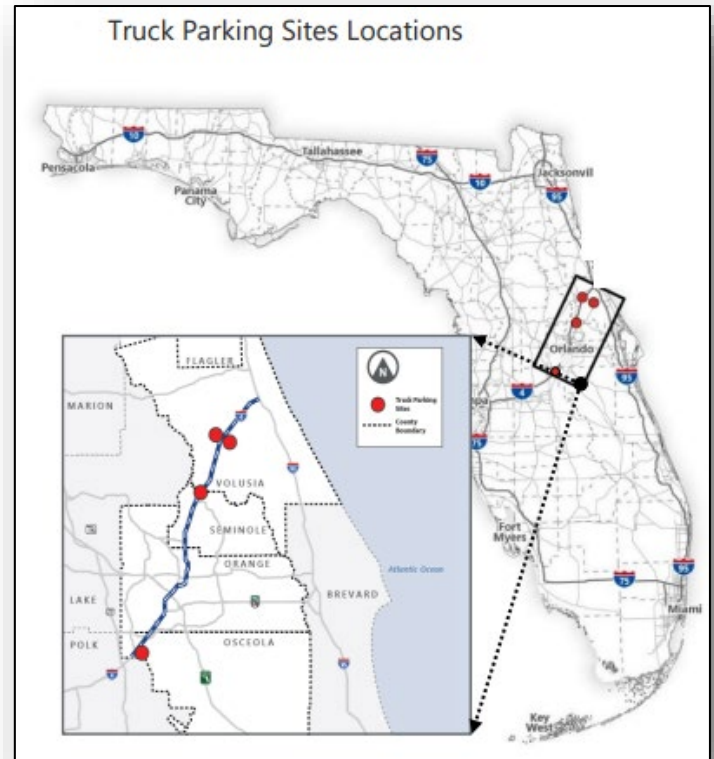 Truck Parking Sites Locations
10
Tallahassee
75
10
Jacksonvil
95
Pensacola
Panama
City
Orlando
95
4
pa
75
Fort
Myers
75
95
Miami
Key
West
FLAGLER
MARION
VOLUSIA
SEMINOLE
ORANGE
LAKE
BREVARD
POLK
OSCEOLA
Atlantic Ocean
N
Truck Parking
Sites
County
Boundary